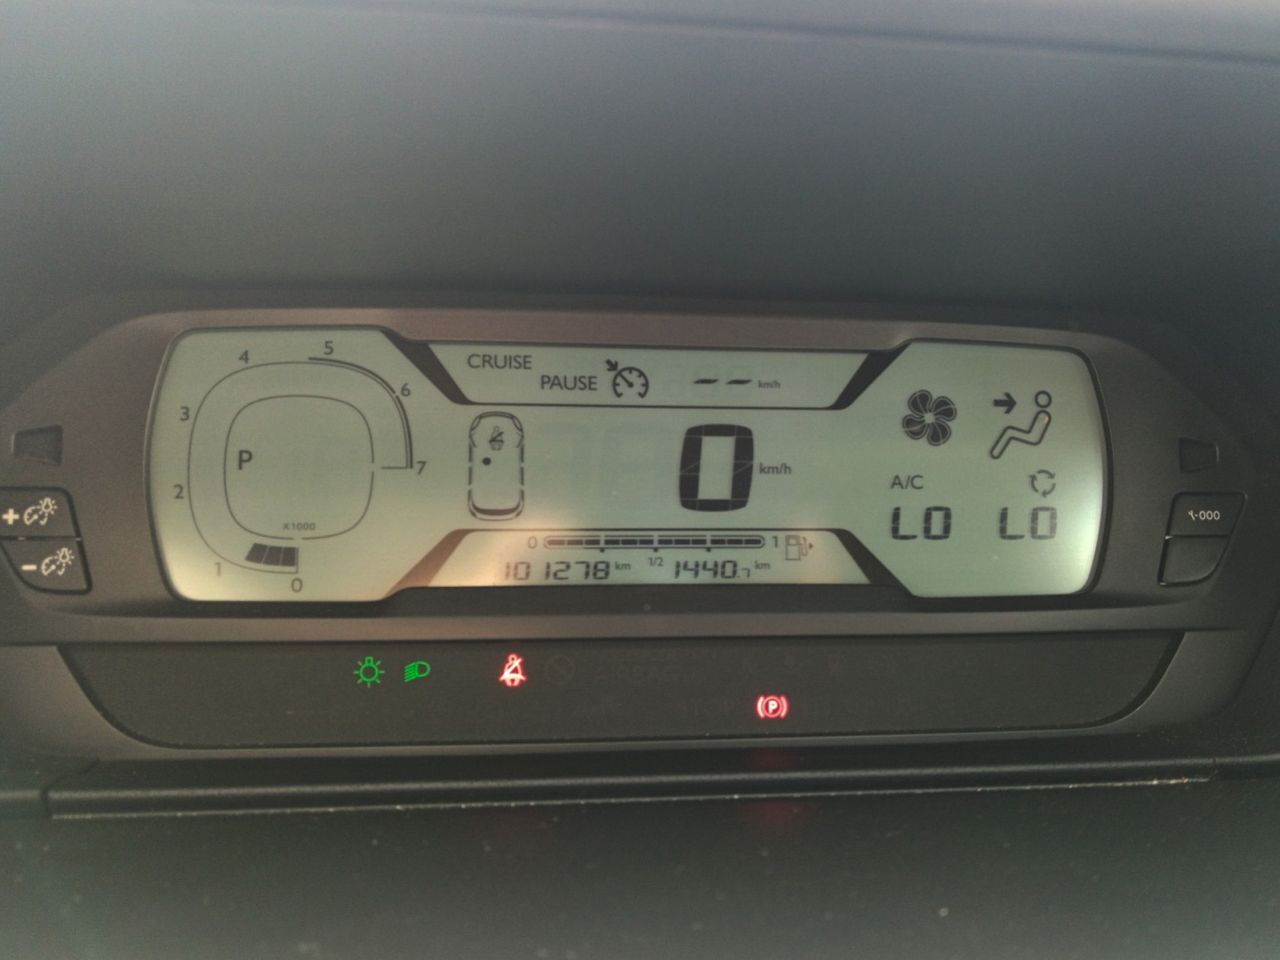 4
5
CRUISE
PAUSE
-- km/h
6
3
P
7
0 km/h
A/C
2
LO
LO
X1000
1
0
0
1
1/2
101278 km
1440.7 km
+
-
٢٠000
P